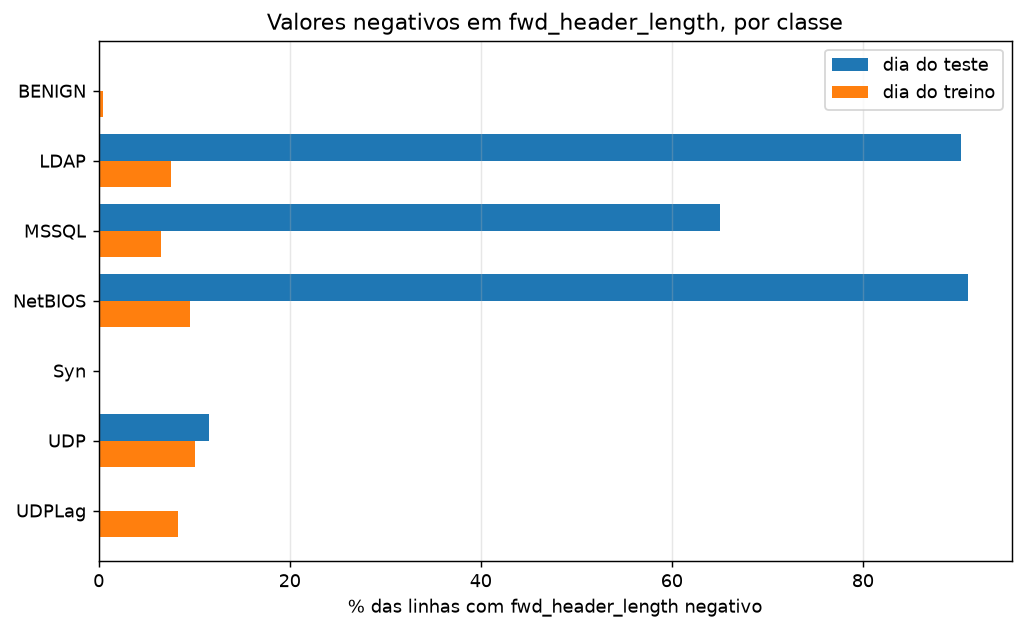 Valores negativos em fwd_header_length, por classe
dia do teste
dia do treino
BENIGN
LDAP
MSSQL
NetBIOS
Syn
UDP
UDPLag
0 20 40 60 80
% das linhas com fwd_header_length negativo